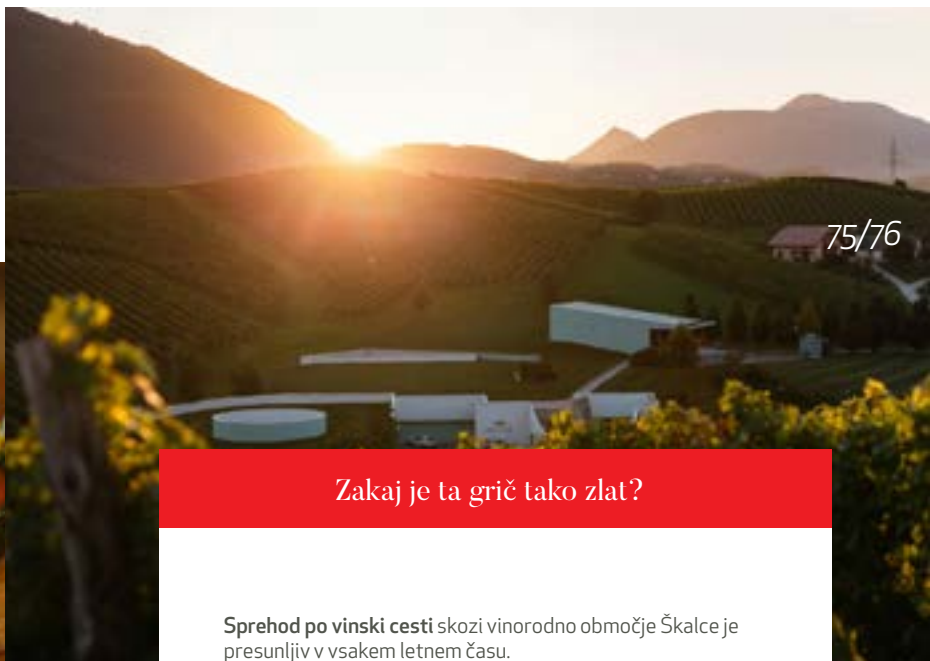 75/76
Zakaj je ta grič tako zlat?
Sprehod po vinski cesti skozi vinorodno območje Škalce je
presunljiv v vsakem letnem času.